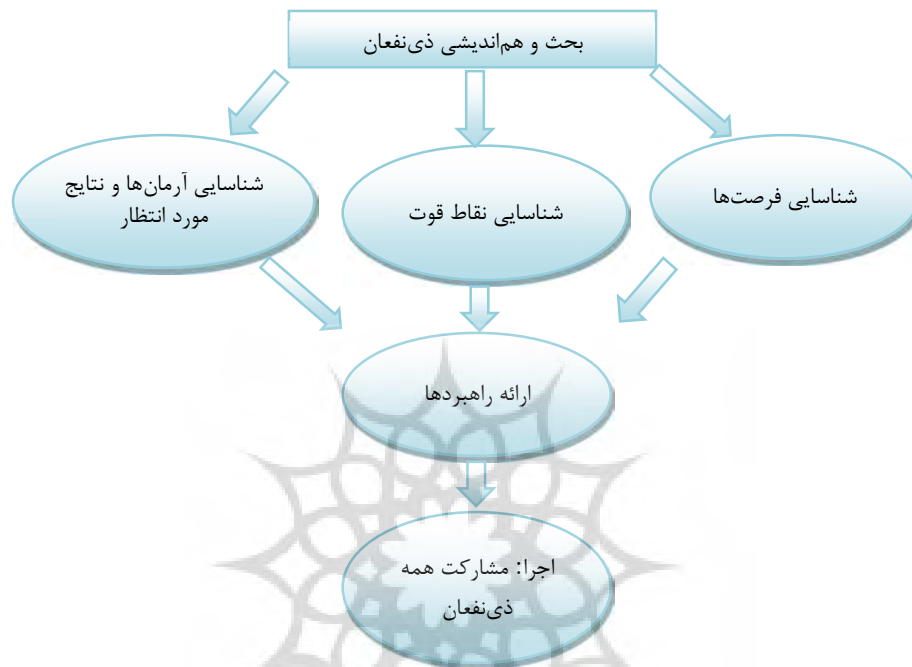 بحث و هم‌اندیشی ذی‌نفعان
شناسایی فرصت‌ها
شناسایی نقاط قوت
شناسایی آرمان‌ها و نتایج
مورد انتظار
ارائه راهبردها
اجرا: مشارکت همه
ذی‌نفعان